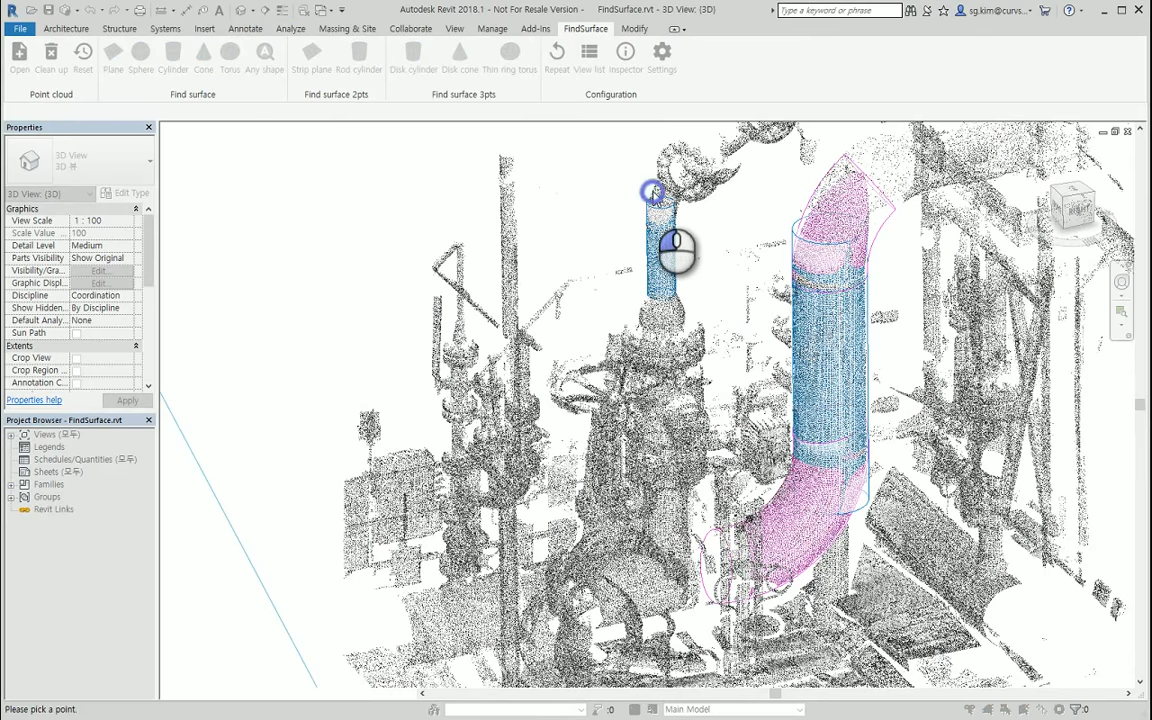 Autodesk Revit 2018.1 - Not For Resale Version - FindSurface.rvt - 3D View: {3D}
Type a keyword or phrase
sg.kim@curvs...
File Architecture Structure Systems Insert Annotate Analyze Massing & Site Collaborate View Manage Add-Ins FindSurface Modify
Open Clean up Reset Plane Sphere Cylinder Cone Torus Any shape Strip plane Rod cylinder Disk cylinder Disk cone Thin ring torus Repeat View list Inspector Settings
Point cloud Find surface Find surface 2pts Find surface 3pts Configuration
Properties
3D View
3D 뷰
3D View: {3D} Edit Type
Graphics
View Scale 1 : 100
Scale Value 100
Detail Level Medium
Parts Visibility Show Original
Visibility/Gra... Edit...
Graphic Displ... Edit...
Discipline Coordination
Show Hidden... By Discipline
Default Analy... None
Sun Path
Extents
Crop View
Crop Region ...
Annotation C...
Properties help Apply
Project Browser - FindSurface.rvt
Views (모두)
Legends
Schedules/Quantities (모두)
Sheets (모두)
Families
Groups
Revit Links
Please pick a point.
:0
Main Model
:0